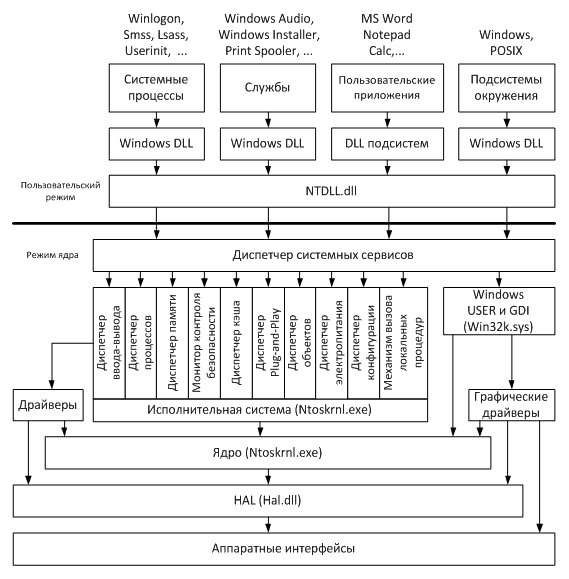 Winlogon,
Smss, Lsass,
Userinit, ...
Windows Audio,
Windows Installer,
Print Spooler, ...
MS Word
Notepad
Calc,...
Windows,
POSIX
Системные
процессы
Службы
Пользовательские
приложения
Подсистемы
окружения
Windows DLL
Windows DLL
DLL подсистем
Windows DLL
Пользовательский
режим
NTDLL.dll
Режим ядра
Диспетчер системных сервисов
Диспетчер
ввода-вывода
Диспетчер
процессов
Диспетчер памяти
Монитор контроля
безопасности
Диспетчер кэша
Диспетчер
Plug-and-Play
Диспетчер
объектов
Диспетчер
электропитания
Диспетчер
конфигурации
Механизм вызова
локальных
процедур
Windows
USER и GDI
(Win32k.sys)
Драйверы
Исполнительная система (Ntoskrnl.exe)
Графические
драйверы
Ядро (Ntoskrnl.exe)
HAL (Hal.dll)
Аппаратные интерфейсы